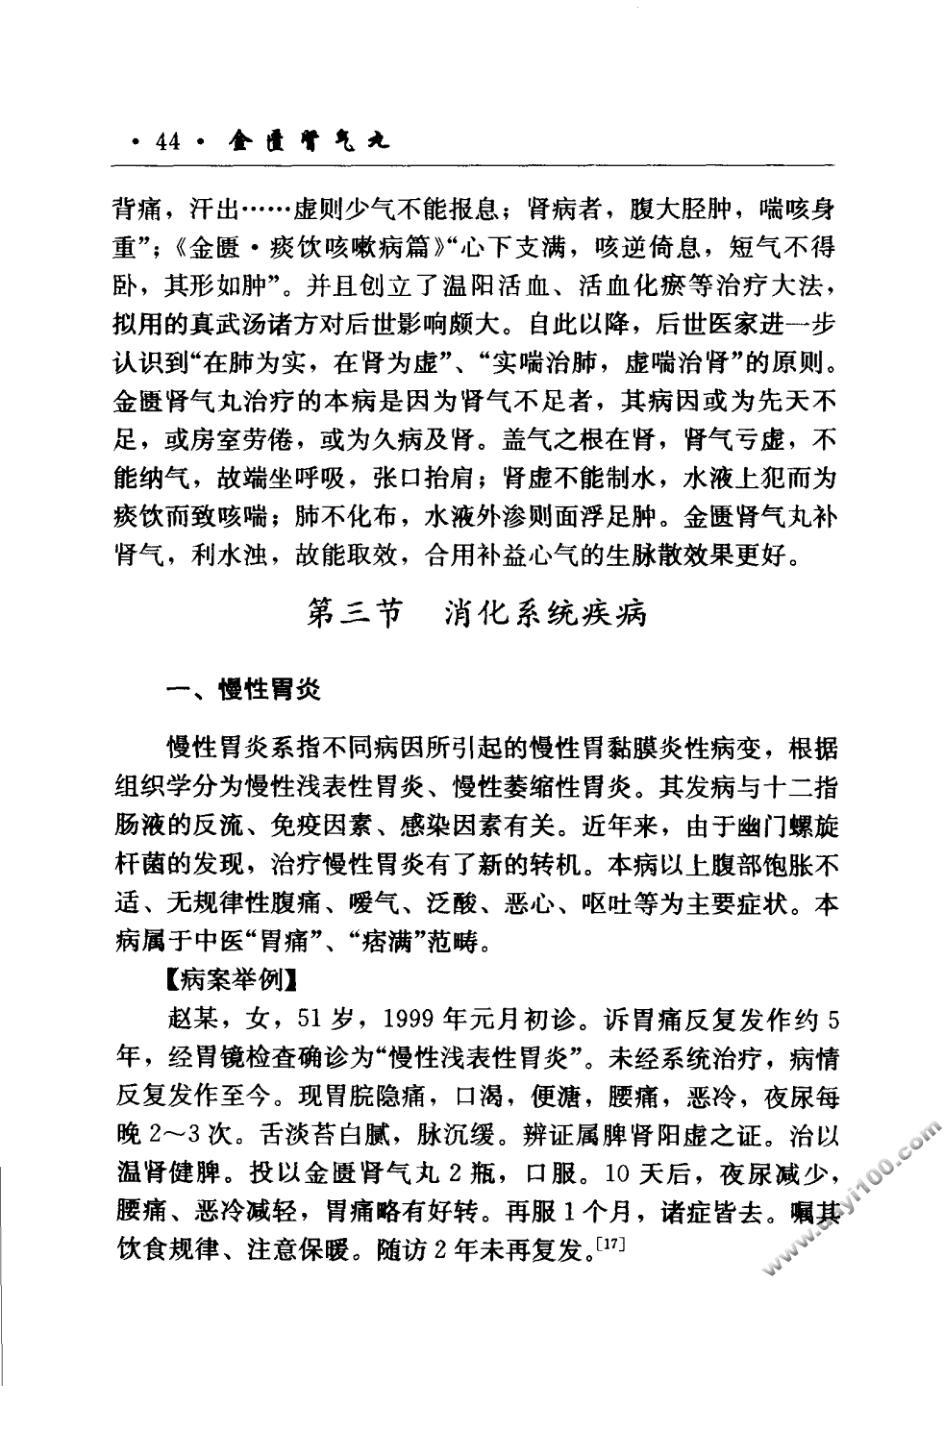 · 44 · 金匮肾气丸
背痛，汗出……虚则少气不能报息；肾病者，腹大胫肿，喘咳身
重”；《金匮·痰饮咳嗽病篇》“心下支满，咳逆倚息，短气不得
卧，其形如肿”。并且创立了温阳活血、活血化瘀等治疗大法，
拟用的真武汤诸方对后世影响颇大。自此以降，后世医家进一步
认识到“在肺为实，在肾为虚”、“实喘治肺，虚喘治肾”的原则。
金匮肾气丸治疗的本病是因为肾气不足者，其病因或为先天不
足，或房室劳倦，或为久病及肾。盖气之根在肾，肾气亏虚，不
能纳气，故端坐呼吸，张口抬肩；肾虚不能制水，水液上犯而为
痰饮而致咳喘；肺不化布，水液外渗则面浮足肿。金匮肾气丸补
肾气，利水浊，故能取效，合用补益心气的生脉散效果更好。
第三节 消化系统疾病
一、慢性胃炎
慢性胃炎系指不同病因所引起的慢性胃黏膜炎性病变，根据
组织学分为慢性浅表性胃炎、慢性萎缩性胃炎。其发病与十二指
肠液的反流、免疫因素、感染因素有关。近年来，由于幽门螺旋
杆菌的发现，治疗慢性胃炎有了新的转机。本病以上腹部饱胀不
适、无规律性腹痛、嗳气、泛酸、恶心、呕吐等为主要症状。本
病属于中医“胃痛”、“痞满”范畴。
【病案举例】
赵某，女，51 岁，1999 年元月初诊。诉胃痛反复发作约 5
年，经胃镜检查确诊为“慢性浅表性胃炎”。未经系统治疗，病情
反复发作至今。现胃脘隐痛，口渴，便溏，腰痛，恶冷，夜尿每
晚 2～3 次。舌淡苔白腻，脉沉缓。辨证属脾肾阳虚之证。治以
温肾健脾。投以金匮肾气丸 2 瓶，口服。10 天后，夜尿减少，
腰痛、恶冷减轻，胃痛略有好转。再服 1 个月，诸症皆去。嘱其
饮食规律、注意保暖。随访 2 年未再复发。[17]